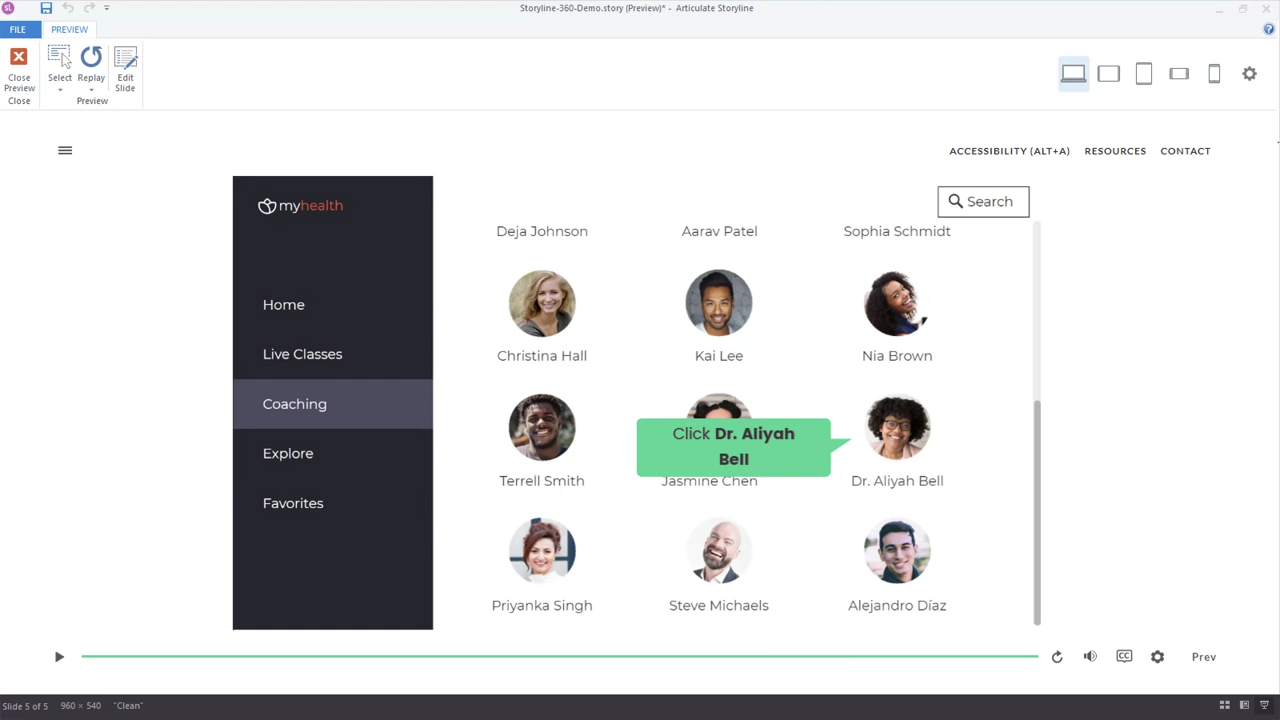 Storyline-360-Demo.story (Preview)* - Articulate Storyline
FILE
PREVIEW
Close Preview
Select
Replay
Edit Slide
Close
Preview
ACCESSIBILITY (ALT+A)
RESOURCES
CONTACT
myhealth
Search
Deja Johnson
Aarav Patel
Sophia Schmidt
Home
Live Classes
Coaching
Explore
Favorites
Christina Hall
Kai Lee
Nia Brown
Click Dr. Aliyah
Bell
Terrell Smith
Jasmine Chen
Dr. Aliyah Bell
Priyanka Singh
Steve Michaels
Alejandro Díaz
CC
Prev
Slide 5 of 5
960 × 540
"Clean"